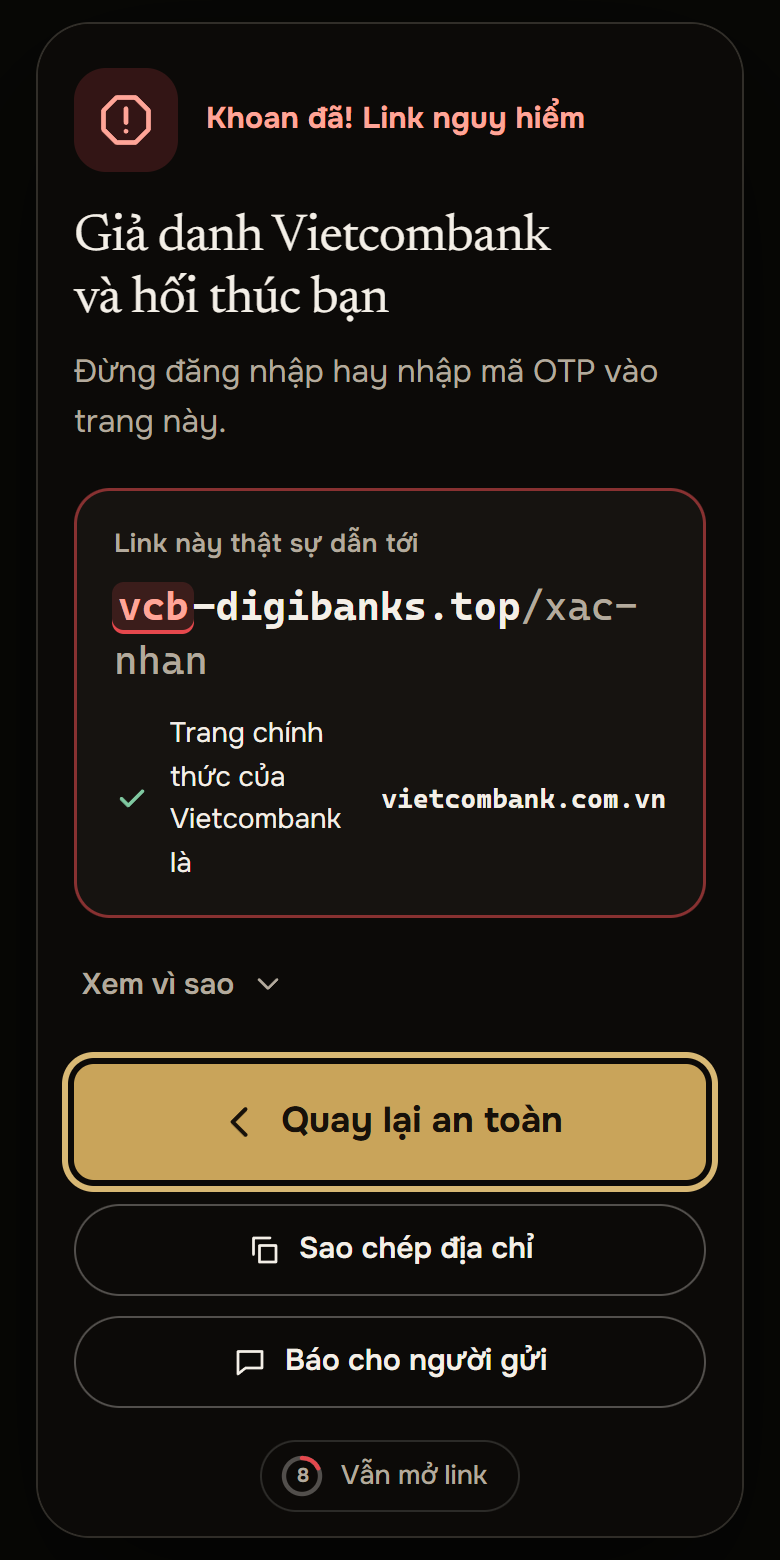 Khoan đã! Link nguy hiểm
Giả danh Vietcombank
và hối thúc bạn
Đừng đăng nhập hay nhập mã OTP vào
trang này.
Link này thật sự dẫn tới
vcb-digibanks.top/xac-
nhan
Trang chính
thức của
Vietcombank
là
vietcombank.com.vn
Xem vì sao
Quay lại an toàn
Sao chép địa chỉ
Báo cho người gửi
8 Vẫn mở link